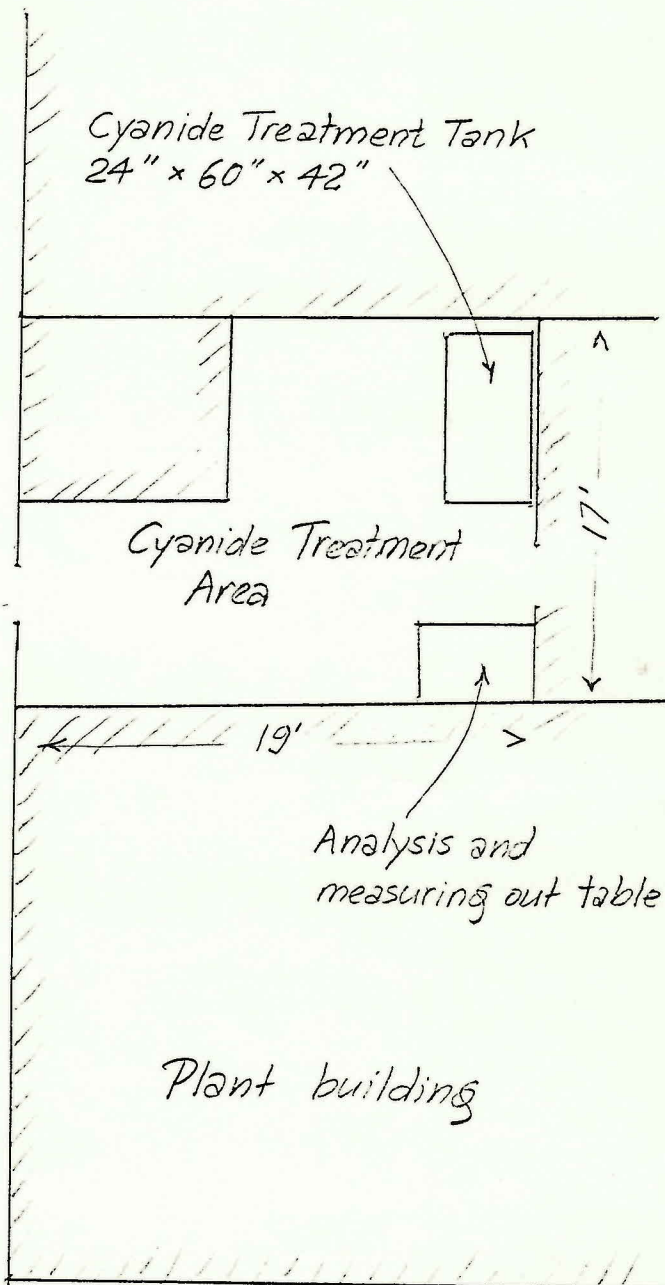 Cyanide Treatment Tank
24" x 60" x 42"
Cyanide Treatment
Area
17'
19'
Analysis and
measuring out table
Plant building